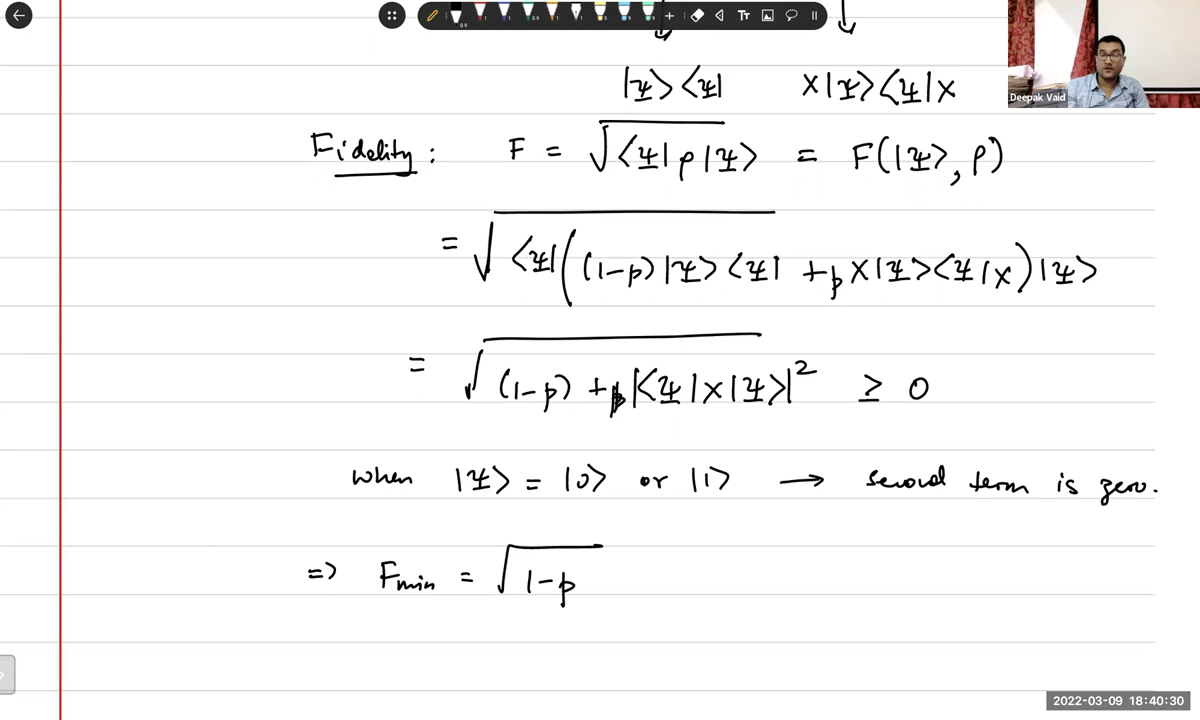 |Ψ⟩⟨Ψ| X|Ψ⟩⟨Ψ|X
Deepak Vaid
Fidelity : F = √⟨Ψ|ρ|Ψ⟩ = F(|Ψ⟩, ρ)
= √⟨Ψ|((1-p)|Ψ⟩⟨Ψ| + p X|Ψ⟩⟨Ψ|X)|Ψ⟩
= √(1-p) + p|⟨Ψ|X|Ψ⟩|² ≥ 0
When |Ψ⟩ = |0⟩ or |1⟩ → second term is zero.
=> Fmin = √1-p
2022-03-09 18:40:30